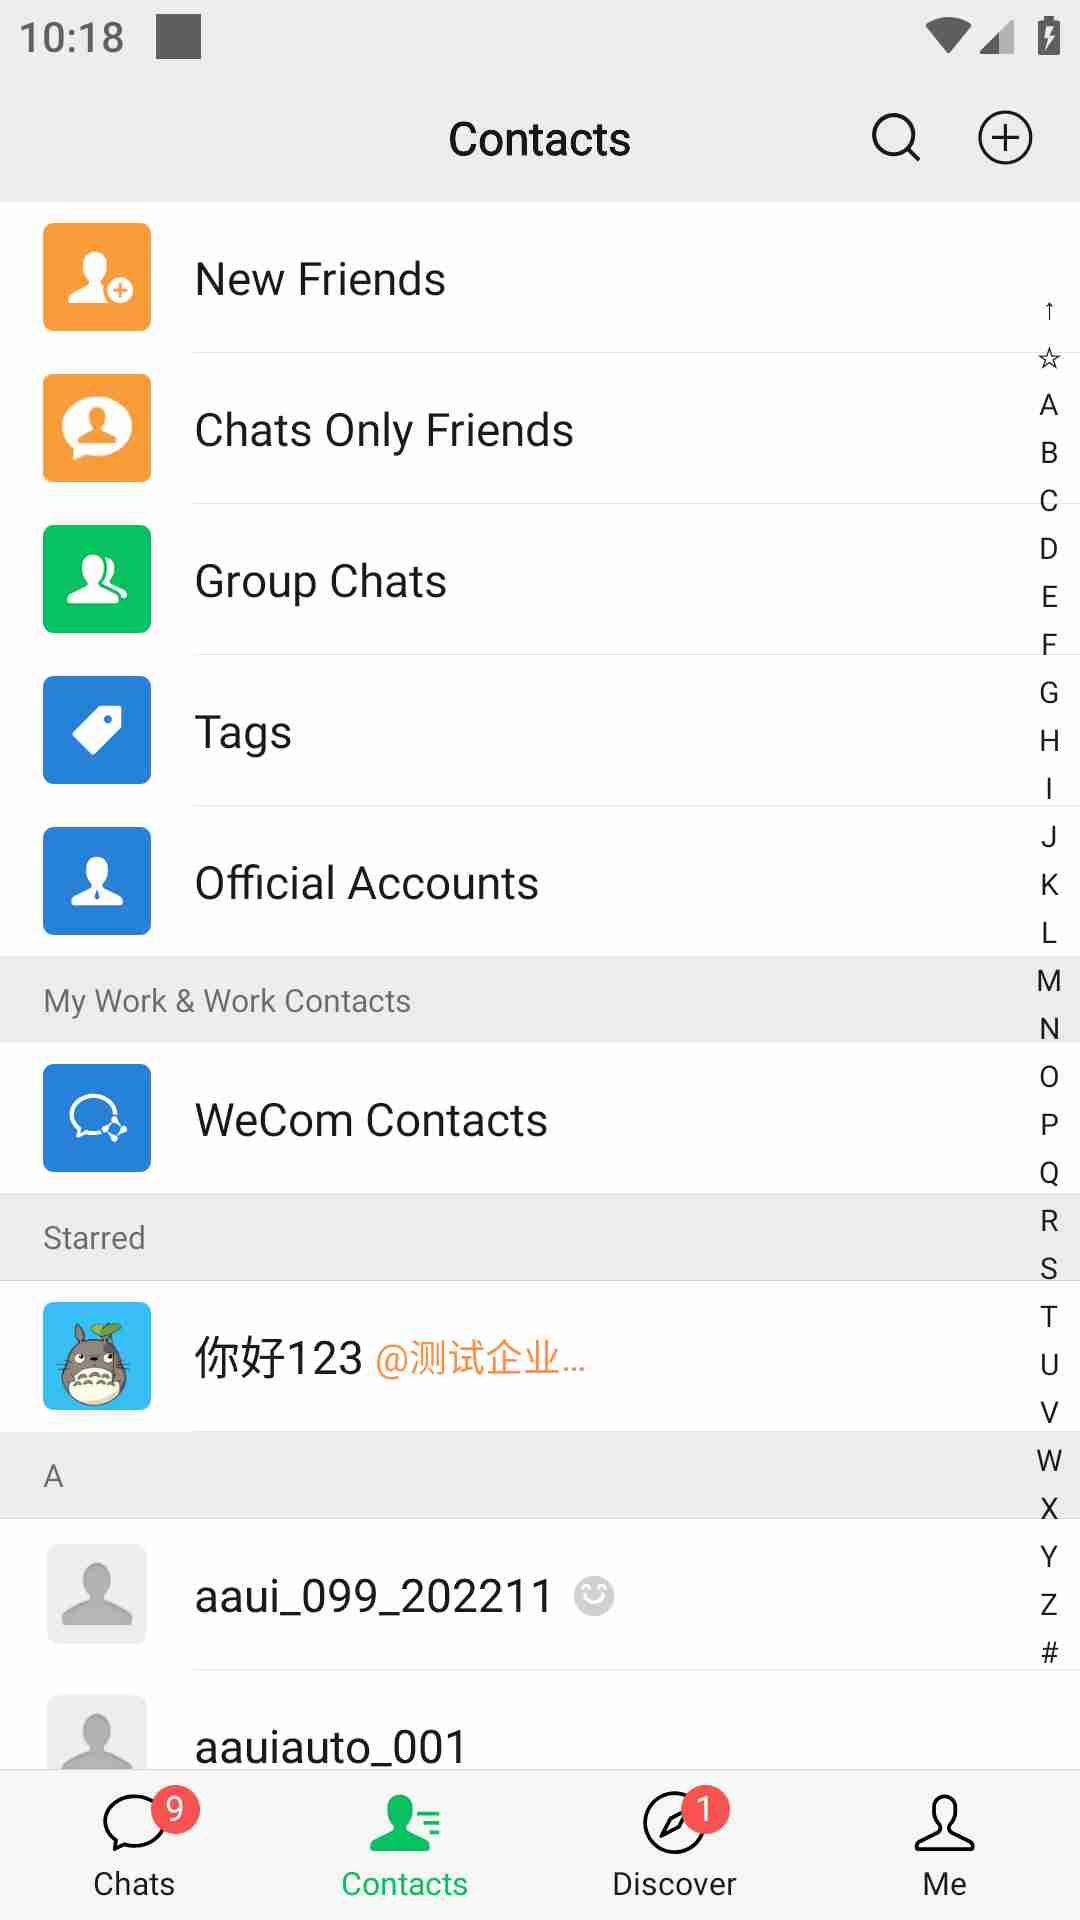 10:18
Contacts
New Friends
Chats Only Friends
Group Chats
Tags
Official Accounts
My Work & Work Contacts
WeCom Contacts
Starred
你好123 @测试企业...
A
aaui_099_202211
aauiauto_001
↑
☆
A
B
C
D
E
F
G
H
I
J
K
L
M
N
O
P
Q
R
S
T
U
V
W
X
Y
Z
#
9
1
Chats
Contacts
Discover
Me